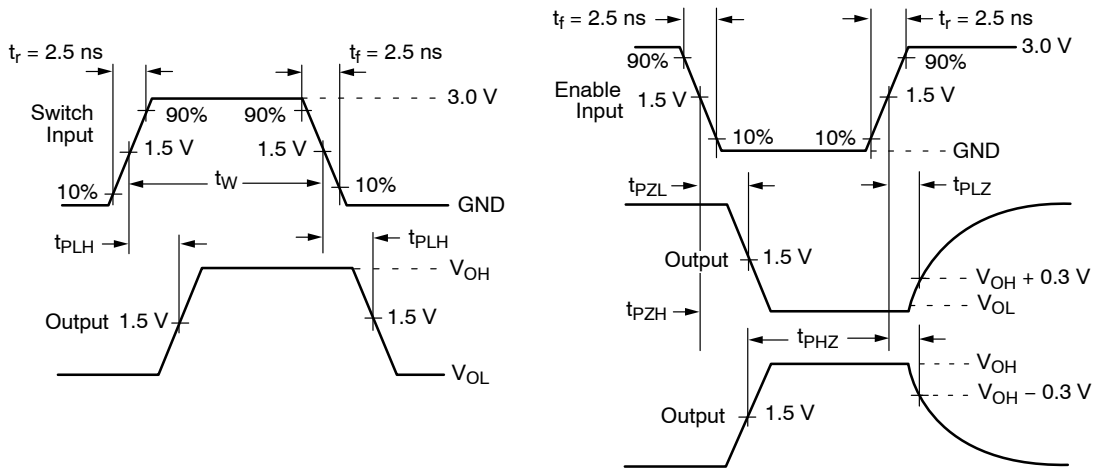 tr = 2.5 ns
tf = 2.5 ns
Switch
Input
90%
90%
3.0 V
1.5 V
1.5 V
10%
tW
10%
GND
tPLH
tPLH
VOH
Output
1.5 V
1.5 V
VOL
tf = 2.5 ns
tr = 2.5 ns
3.0 V
90%
90%
Enable
Input
1.5 V
1.5 V
10%
10%
GND
tPZL
tPLZ
Output
1.5 V
VOH + 0.3 V
VOL
tPZH
tPHZ
VOH
VOH − 0.3 V
Output
1.5 V